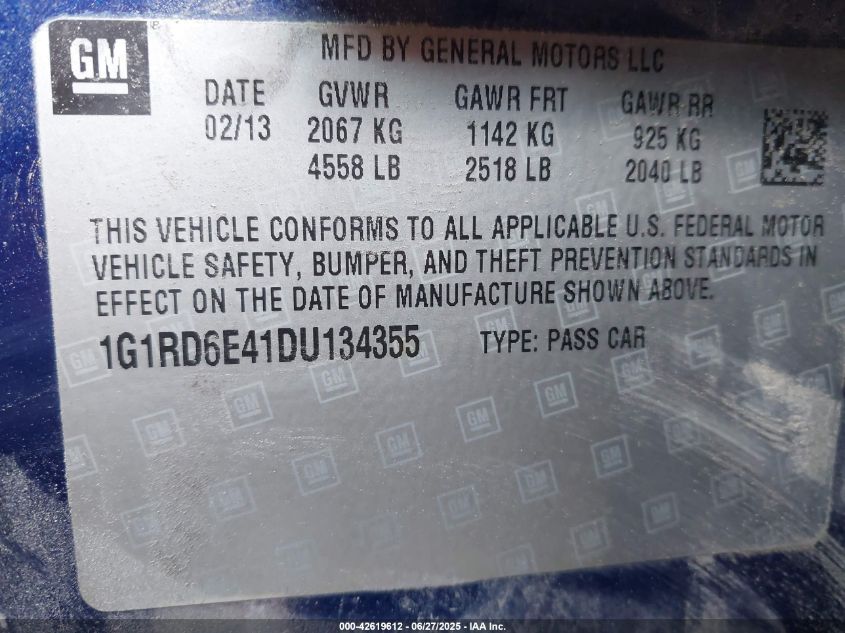 GM
MFD BY GENERAL MOTORS LLC
DATE GVWR GAWR FRT GAWR RR
02/13 2067 KG 1142 KG 925 KG
4558 LB 2518 LB 2040 LB
THIS VEHICLE CONFORMS TO ALL APPLICABLE U.S. FEDERAL MOTOR
VEHICLE SAFETY, BUMPER, AND THEFT PREVENTION STANDARDS IN
EFFECT ON THE DATE OF MANUFACTURE SHOWN ABOVE.
1G1RD6E41DU134355 TYPE: PASS CAR
000-42619612 - 06/27/2025 - IAA Inc.